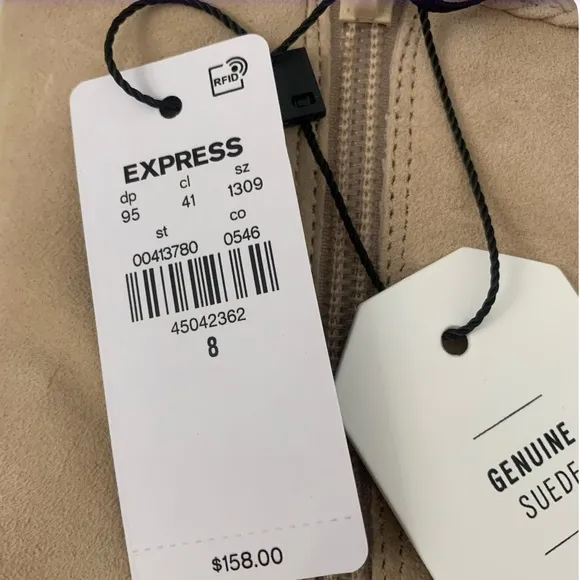 RFID
EXPRESS
dp cl sz
95 41 1309
st co
00413780 0546
45042362
8
$158.00
GENUINE
SUEDE